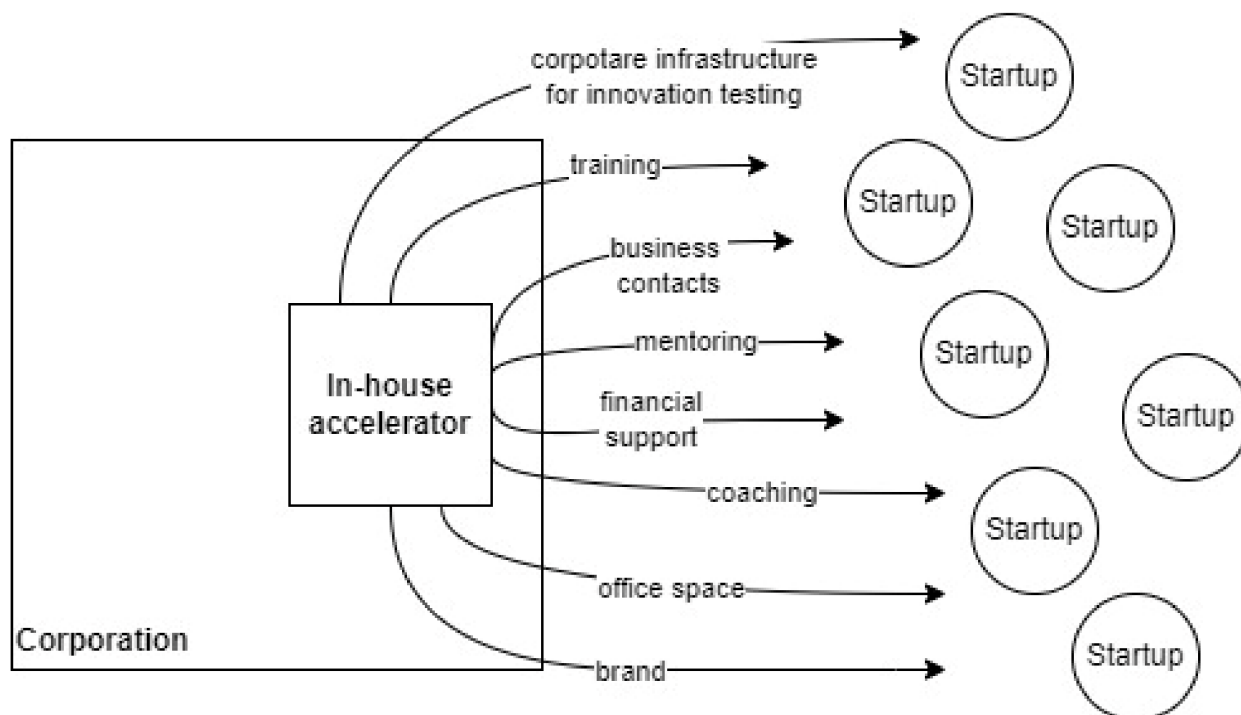 corpotare infrastructure
for innovation testing
Startup
training
Startup
Startup
business
contacts
mentoring
Startup
In-house
accelerator
financial
support
Startup
coaching
Startup
office space
Corporation
brand
Startup